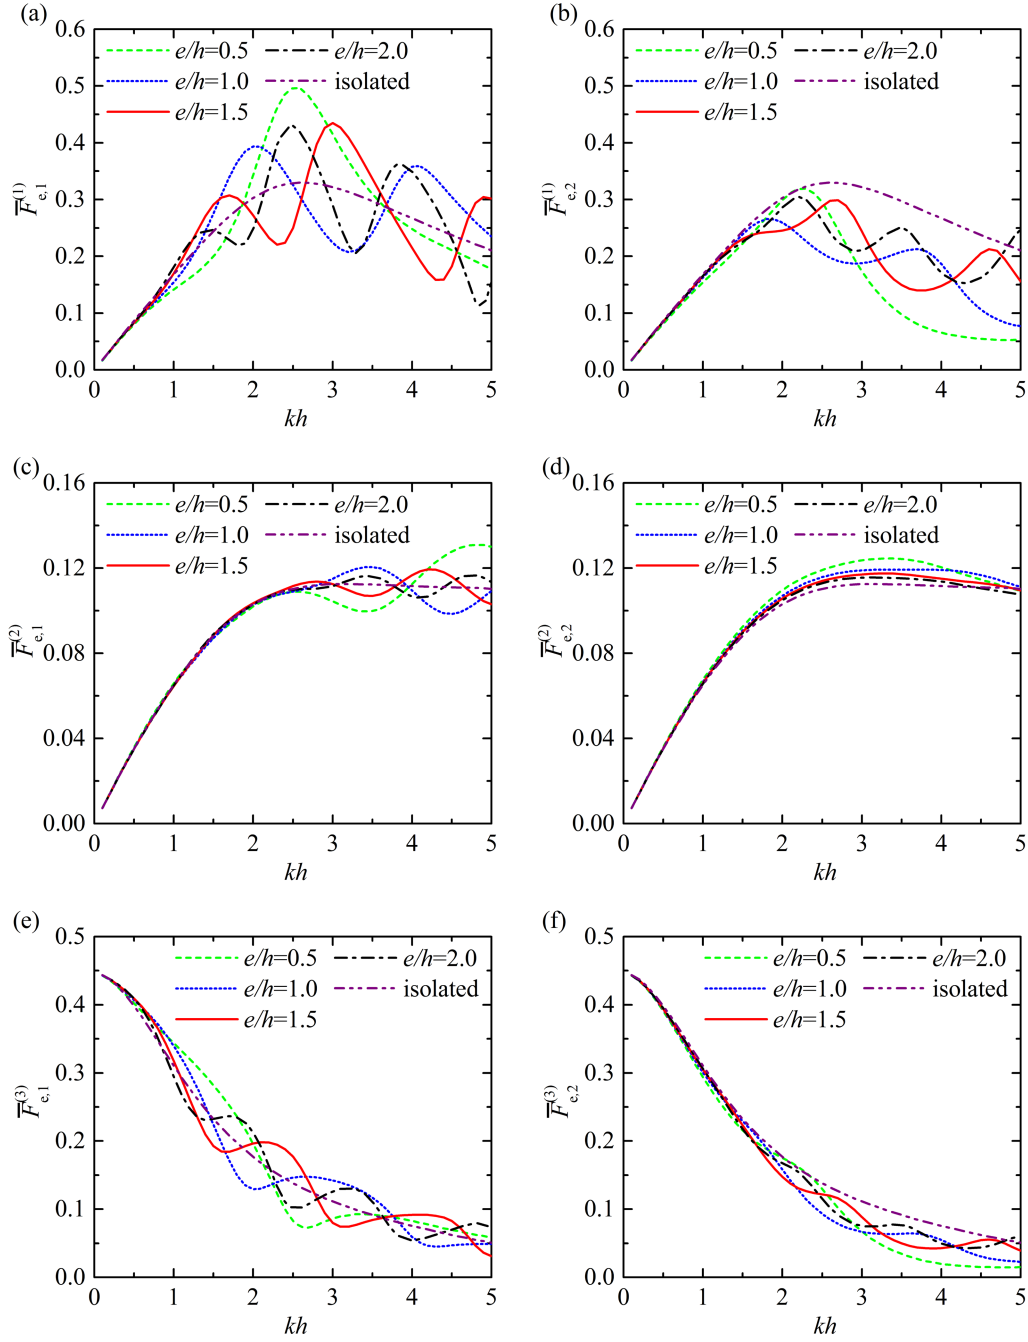 (a)
0.6
0.5
0.4
0.3
0.2
0.1
0.0
F̅e,1(1)
e/h=0.5
e/h=2.0
e/h=1.0
isolated
e/h=1.5
0 1 2 3 4 5
kh
(b)
0.6
0.5
0.4
0.3
0.2
0.1
0.0
F̅e,2(1)
e/h=0.5
e/h=2.0
e/h=1.0
isolated
e/h=1.5
0 1 2 3 4 5
kh
(c)
0.16
0.12
0.08
0.04
0.00
F̅e,1(2)
e/h=0.5
e/h=2.0
e/h=1.0
isolated
e/h=1.5
0 1 2 3 4 5
kh
(d)
0.16
0.12
0.08
0.04
0.00
F̅e,2(2)
e/h=0.5
e/h=2.0
e/h=1.0
isolated
e/h=1.5
0 1 2 3 4 5
kh
(e)
0.5
0.4
0.3
0.2
0.1
0.0
F̅e,1(3)
e/h=0.5
e/h=2.0
e/h=1.0
isolated
e/h=1.5
0 1 2 3 4 5
kh
(f)
0.5
0.4
0.3
0.2
0.1
0.0
F̅e,2(3)
e/h=0.5
e/h=2.0
e/h=1.0
isolated
e/h=1.5
0 1 2 3 4 5
kh